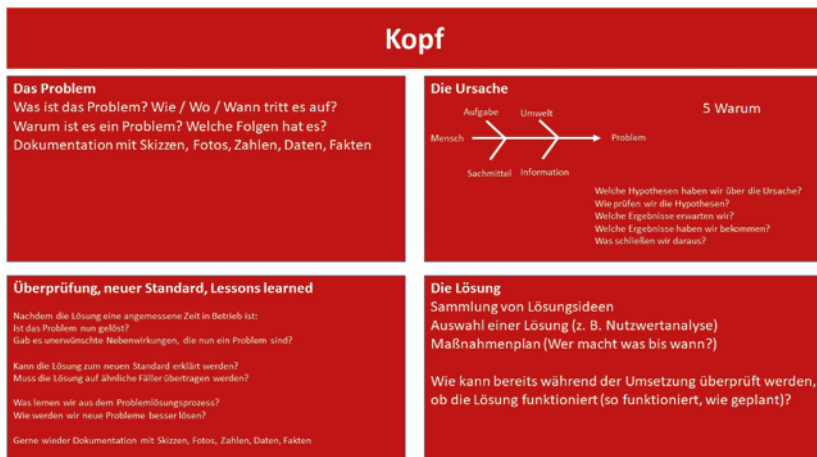 Kopf
Das Problem
Was ist das Problem? Wie / Wo / Wann tritt es auf?
Warum ist es ein Problem? Welche Folgen hat es?
Dokumentation mit Skizzen, Fotos, Zahlen, Daten, Fakten
Die Ursache
5 Warum
Aufgabe
Umwelt
Mensch
Problem
Sachmittel
Information
Welche Hypothesen haben wir über die Ursache?
Wie prüfen wir die Hypothesen?
Welche Ergebnisse erwarten wir?
Welche Ergebnisse haben wir bekommen?
Was schließen wir daraus?
Überprüfung, neuer Standard, Lessons learned
Nachdem die Lösung eine angemessene Zeit in Betrieb ist:
Ist das Problem nun gelöst?
Gab es unerwünschte Nebenwirkungen, die nun ein Problem sind?
Kann die Lösung zum neuen Standard erklärt werden?
Muss die Lösung auf ähnliche Fäller übertragen werden?
Was lernen wir aus dem Problemlösungsprozess?
Wie werden wir neue Probleme besser lösen?
Gerne wieder Dokumentation mit Skizzen, Fotos, Zahlen, Daten, Fakten
Die Lösung
Sammlung von Lösungsideen
Auswahl einer Lösung (z. B. Nutzwertanalyse)
Maßnahmenplan (Wer macht was bis wann?)
Wie kann bereits während der Umsetzung überprüft werden,
ob die Lösung funktioniert (so funktioniert, wie geplant)?